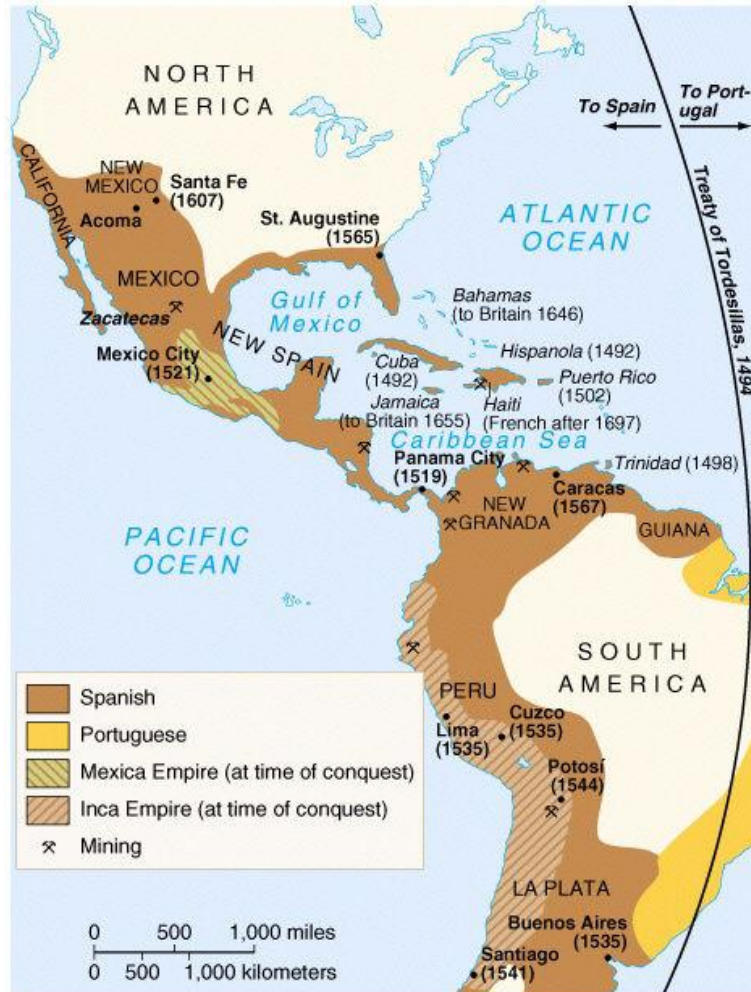 NORTH
AMERICA
To Spain
To Port-
ugal
Treaty of Tordesillas, 1494
CALIFORNIA
NEW
MEXICO
Santa Fe
(1607)
Acoma
St. Augustine
(1565)
ATLANTIC
OCEAN
MEXICO
Gulf of
Mexico
Bahamas
(to Britain 1646)
Zacatecas
NEW SPAIN
Mexico City
(1521)
Cuba
(1492)
Hispanola (1492)
Puerto Rico
(1502)
Jamaica
(to Britain 1655)
Haiti
(French after 1697)
Caribbean Sea
Panama City
(1519)
Trinidad (1498)
Caracas
(1567)
NEW
GRANADA
GUIANA
PACIFIC
OCEAN
SOUTH
AMERICA
PERU
Lima
(1535)
Cuzco
(1535)
Potosí
(1544)
LA PLATA
Buenos Aires
(1535)
Santiago
(1541)
Spanish
Portuguese
Mexica Empire (at time of conquest)
Inca Empire (at time of conquest)
Mining
0 500 1,000 miles
0 500 1,000 kilometers